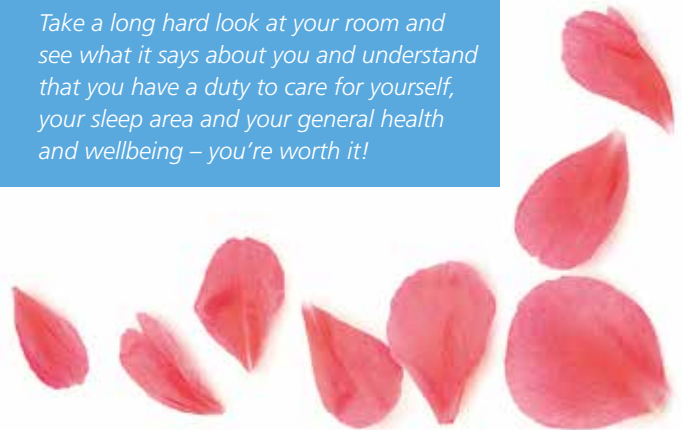 Take a long hard look at your room and
see what it says about you and understand
that you have a duty to care for yourself,
your sleep area and your general health
and wellbeing – you’re worth it!